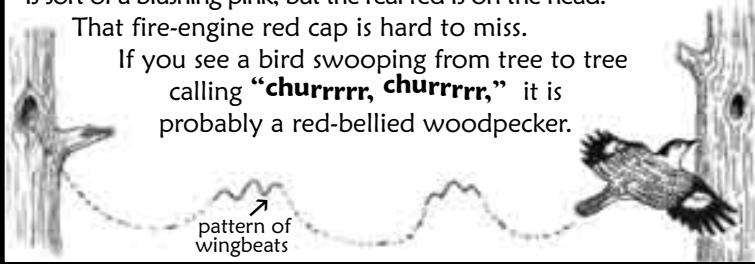 is sort of a blushing pink, but the real red is on the head.
That fire-engine red cap is hard to miss.
If you see a bird swooping from tree to tree
calling “churrrrr, churrrrr,” it is
probably a red-bellied woodpecker.
pattern of
wingbeats